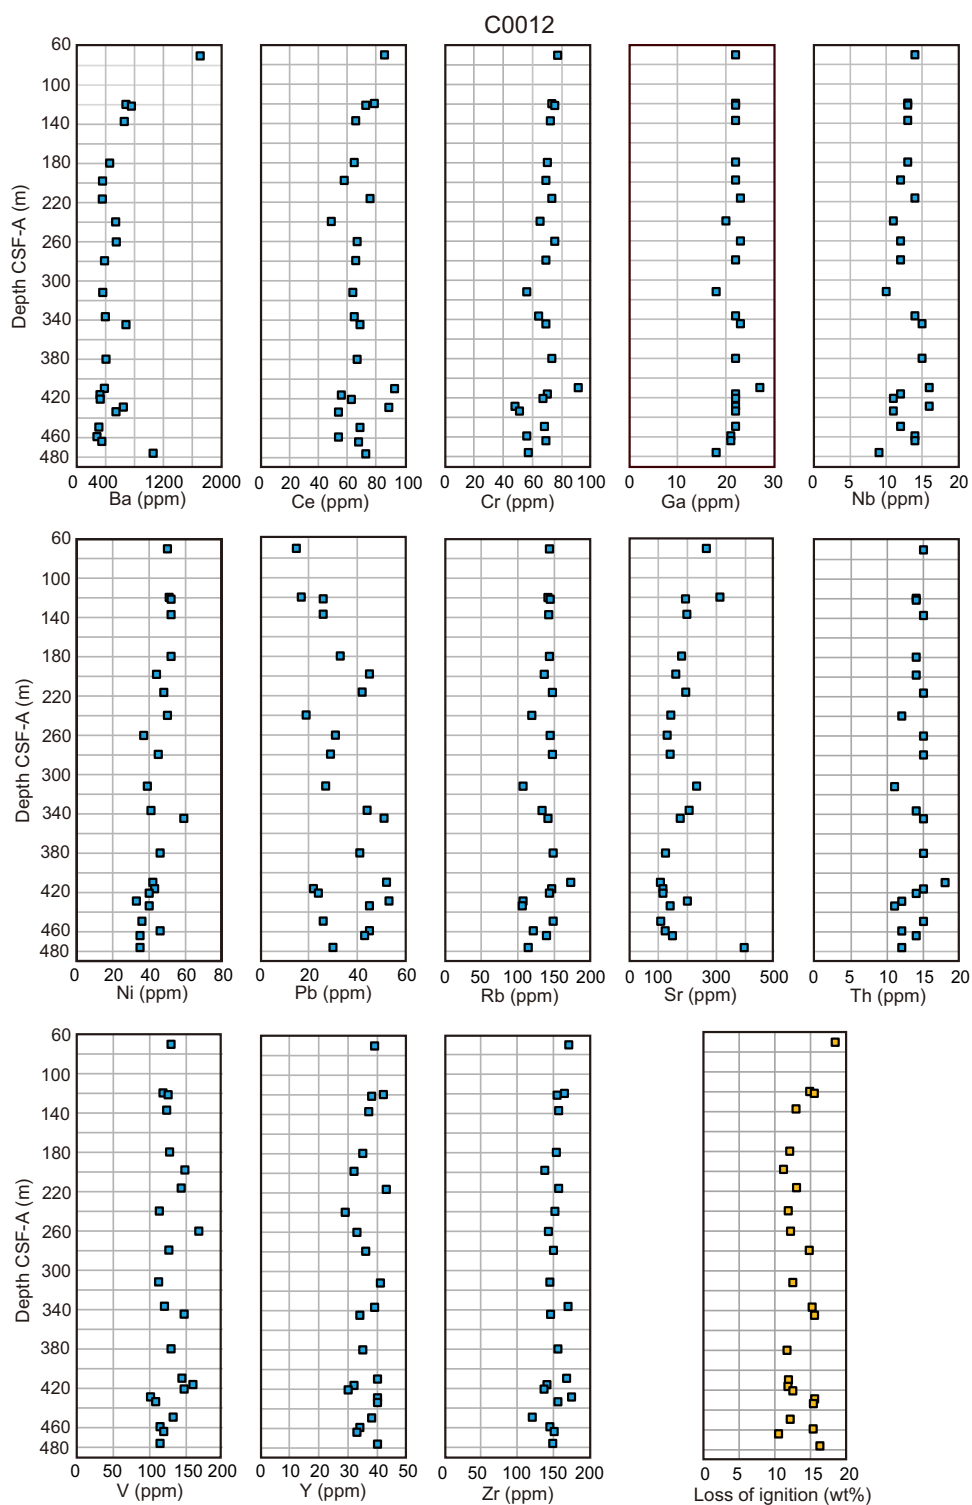 C0012
60
100
140
180
220
260
300
340
380
420
460
480
Depth CSF-A (m)
0 400 1200 2000
Ba (ppm)
0 20 40 60 80 100
Ce (ppm)
0 20 40 60 80 100
Cr (ppm)
0 10 20 30
Ga (ppm)
0 5 10 15 20
Nb (ppm)
60
100
140
180
220
260
300
340
380
420
460
480
Depth CSF-A (m)
0 20 40 60 80
Ni (ppm)
0 20 40 60
Pb (ppm)
0 50 100 150 200
Rb (ppm)
0 100 300 500
Sr (ppm)
0 5 10 15 20
Th (ppm)
60
100
140
180
220
260
300
340
380
420
460
480
Depth CSF-A (m)
0 50 100 150 200
V (ppm)
0 10 20 30 40 50
Y (ppm)
0 50 100 150 200
Zr (ppm)
0 5 10 15 20
Loss of ignition (wt%)